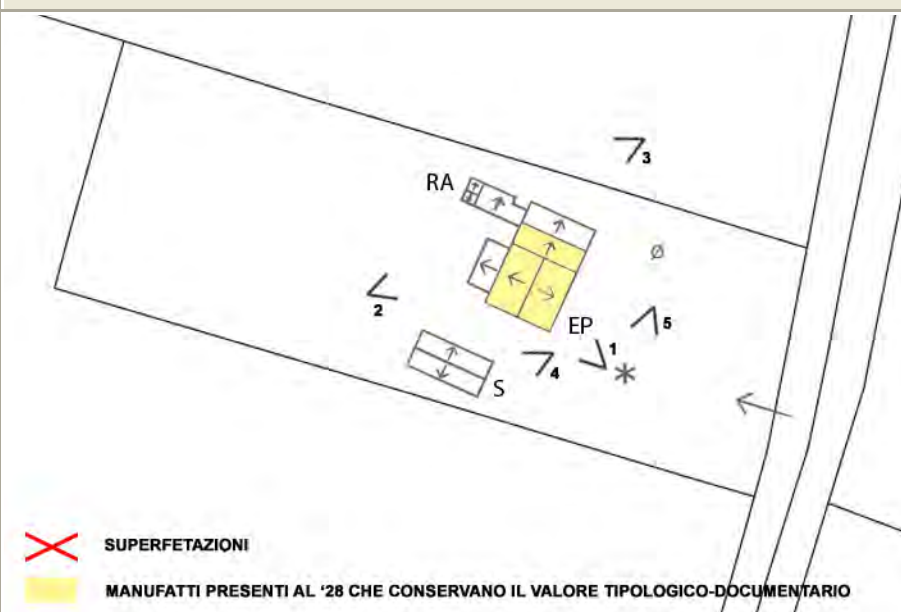 3
RA
2
EP
5
1
4
S
SUPERFETAZIONI
MANUFATTI PRESENTI AL '28 CHE CONSERVANO IL VALORE TIPOLOGICO-DOCUMENTARIO